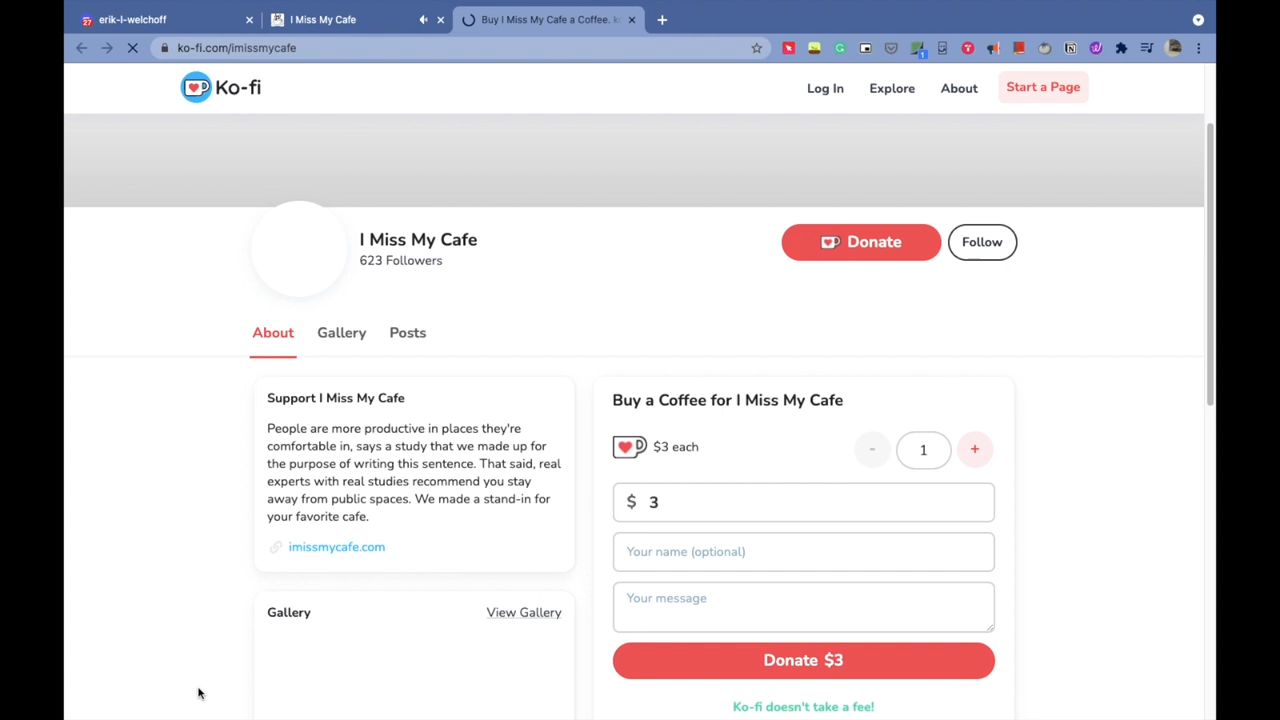 erik-l-welchoff
I Miss My Cafe
Buy I Miss My Cafe a Coffee. ko
ko-fi.com/imissmycafe
Ko-fi
Log In
Explore
About
Start a Page
I Miss My Cafe
623 Followers
Donate
Follow
About
Gallery
Posts
Support I Miss My Cafe
People are more productive in places they're
comfortable in, says a study that we made up for
the purpose of writing this sentence. That said, real
experts with real studies recommend you stay
away from public spaces. We made a stand-in for
your favorite cafe.
imissmycafe.com
Gallery
View Gallery
Buy a Coffee for I Miss My Cafe
$3 each
- 1 +
$ 3
Your name (optional)
Your message
Donate $3
Ko-fi doesn't take a fee!